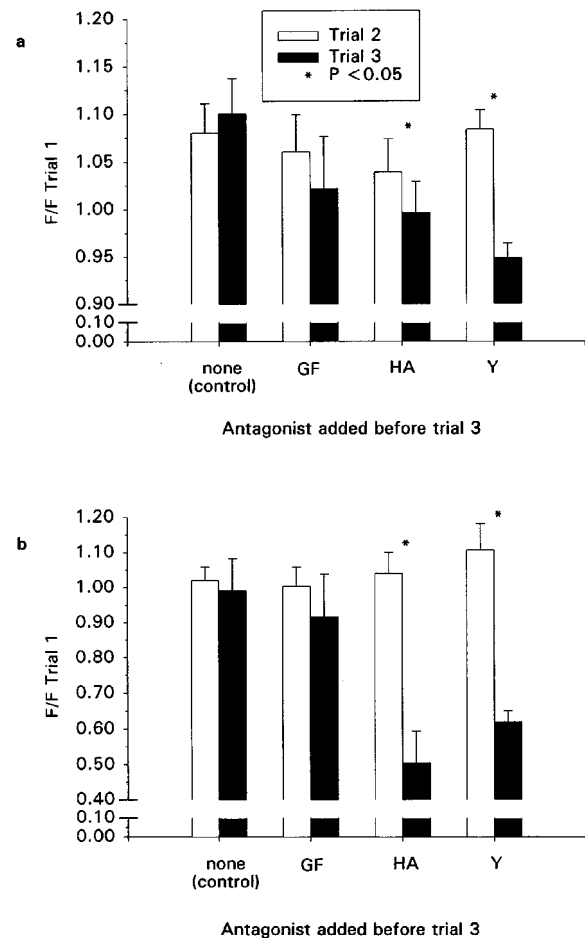 a
Trial 2
Trial 3
* P <0.05
F/F Trial 1
1.20
1.15
1.10
1.05
1.00
0.95
0.90
0.10
0.00
*
*
none
(control)
GF
HA
Y
Antagonist added before trial 3
b
F/F Trial 1
1.20
1.10
1.00
0.90
0.80
0.70
0.60
0.50
0.40
0.10
0.00
*
*
none
(control)
GF
HA
Y
Antagonist added before trial 3